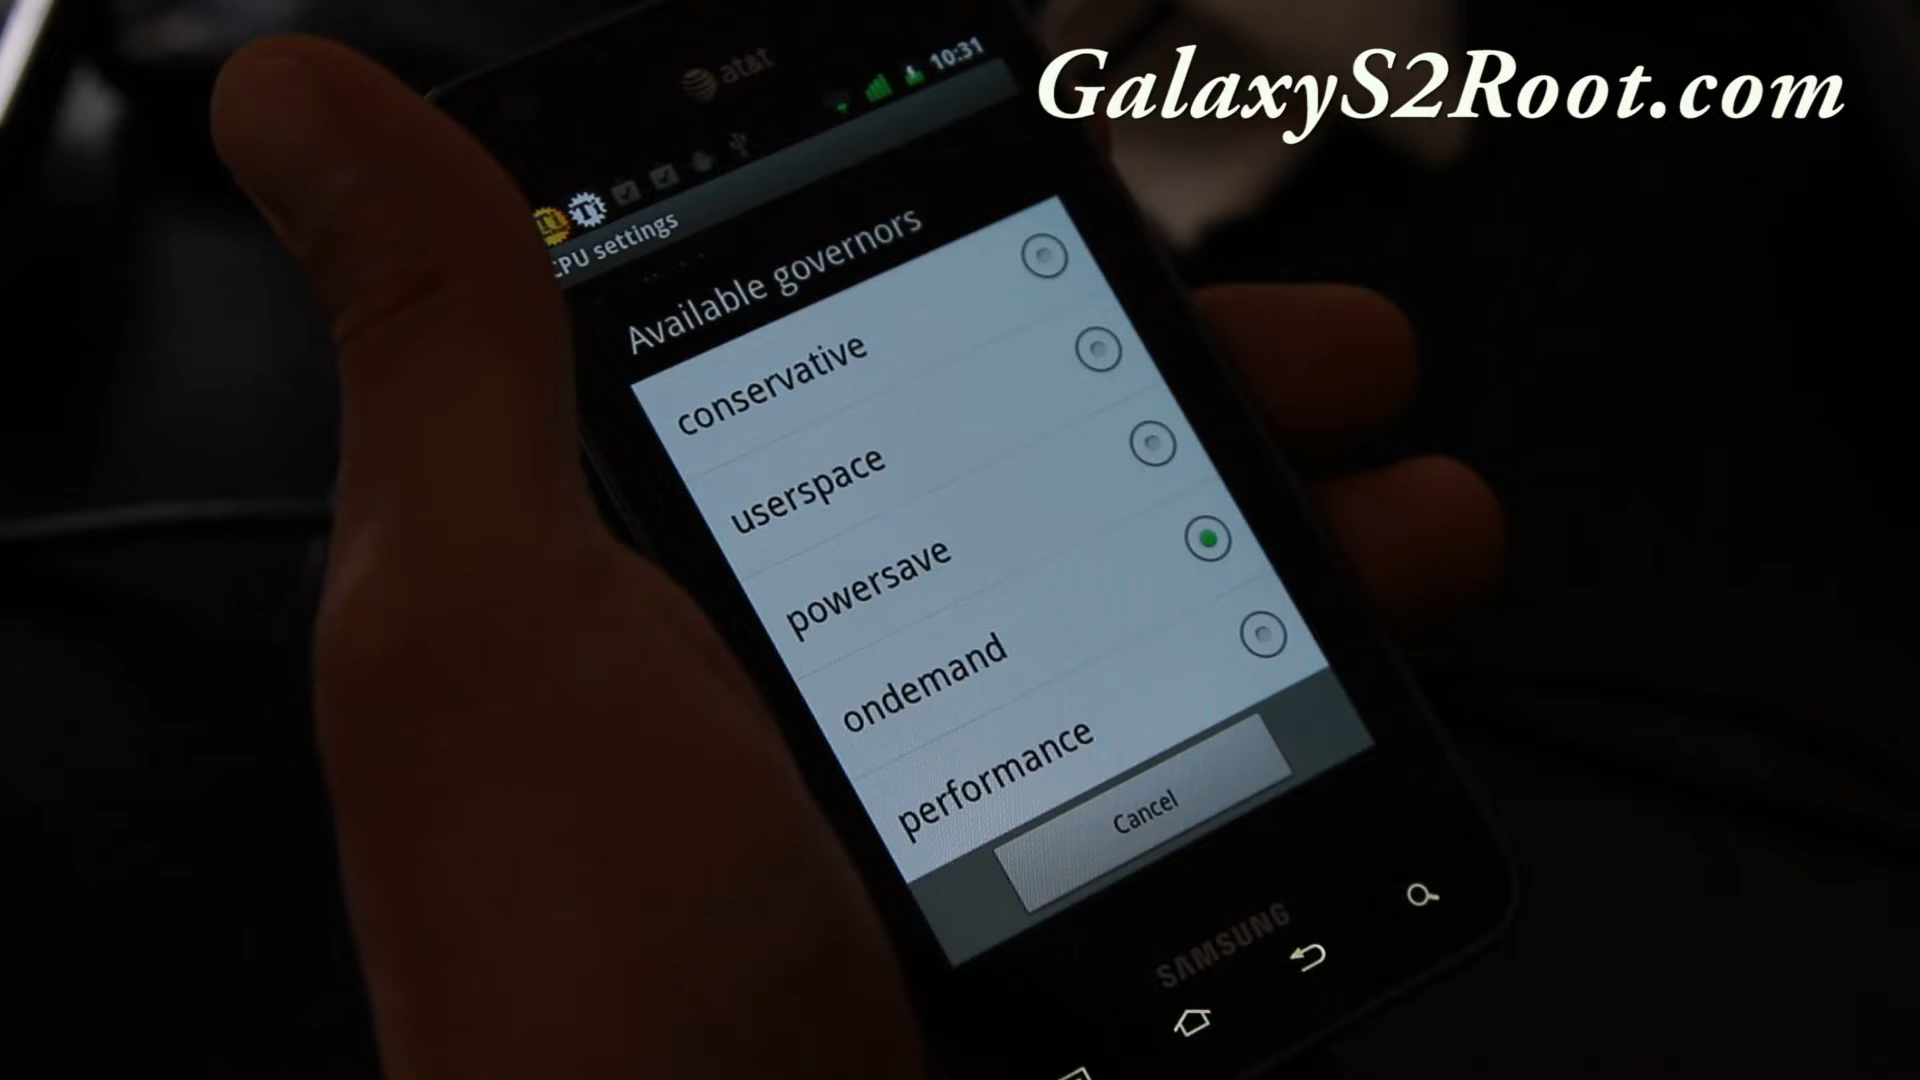 GalaxyS2Root.com
at&t
10:31
CPU settings
Available governors
conservative
userspace
powersave
ondemand
performance
Cancel
SAMSUNG